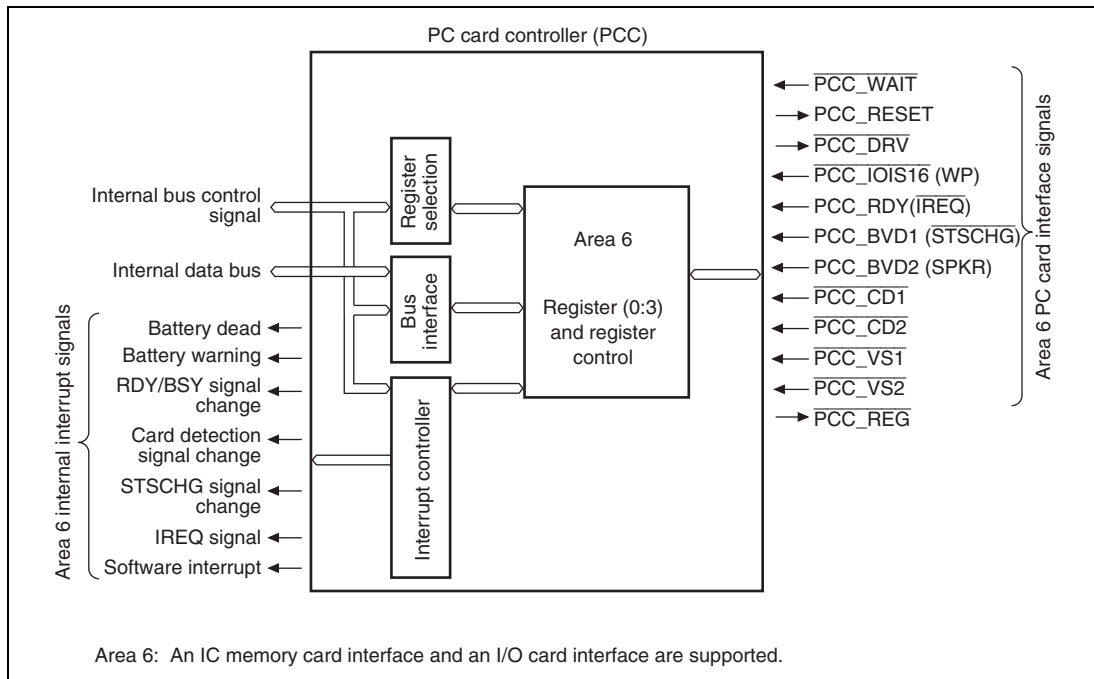 PC card controller (PCC)
Internal bus control
signal
Internal data bus
Area 6 internal interrupt signals
Battery dead
Battery warning
RDY/BSY signal
change
Card detection
signal change
STSCHG signal
change
IREQ signal
Software interrupt
Register
selection
Bus
interface
Interrupt controller
Area 6
Register (0:3)
and register
control
PCC_WAIT
PCC_RESET
PCC_DRV
PCC_IOIS16 (WP)
PCC_RDY(IREQ)
PCC_BVD1 (STSCHG)
PCC_BVD2 (SPKR)
PCC_CD1
PCC_CD2
PCC_VS1
PCC_VS2
PCC_REG
Area 6 PC card interface signals
Area 6: An IC memory card interface and an I/O card interface are supported.